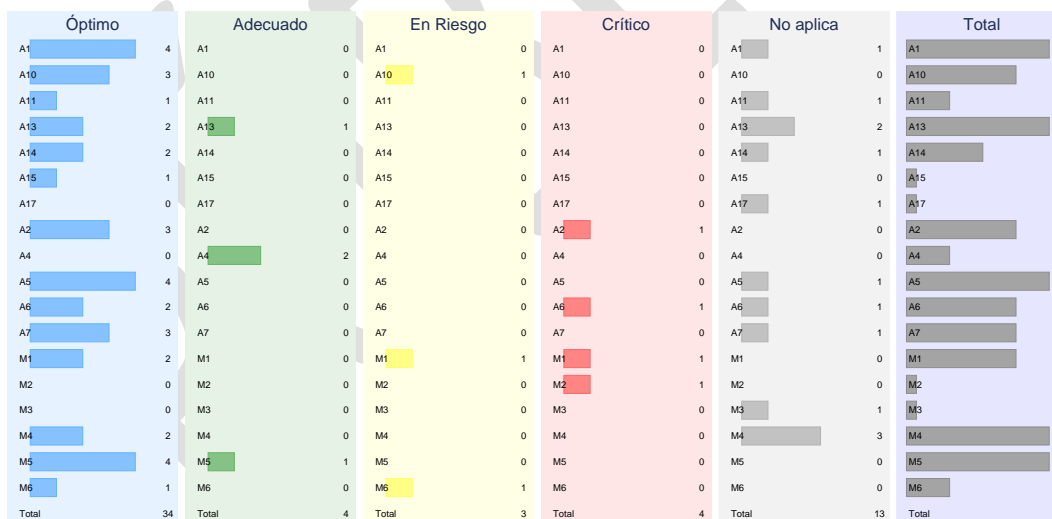 Óptimo Adecuado En Riesgo Crítico No aplica Total
A1 4 A1 0 A1 0 A1 0 A1 1 A1
A10 3 A10 0 A10 1 A10 0 A10 0 A10
A11 1 A11 0 A11 0 A11 0 A11 1 A11
A13 2 A13 1 A13 0 A13 0 A13 2 A13
A14 2 A14 0 A14 0 A14 0 A14 1 A14
A15 1 A15 0 A15 0 A15 0 A15 0 A15
A17 0 A17 0 A17 0 A17 0 A17 1 A17
A2 3 A2 0 A2 0 A2 1 A2 0 A2
A4 0 A4 2 A4 0 A4 0 A4 0 A4
A5 4 A5 0 A5 0 A5 0 A5 1 A5
A6 2 A6 0 A6 0 A6 1 A6 1 A6
A7 3 A7 0 A7 0 A7 0 A7 1 A7
M1 2 M1 0 M1 1 M1 1 M1 0 M1
M2 0 M2 0 M2 0 M2 1 M2 0 M2
M3 0 M3 0 M3 0 M3 0 M3 1 M3
M4 2 M4 0 M4 0 M4 0 M4 3 M4
M5 4 M5 1 M5 0 M5 0 M5 0 M5
M6 1 M6 0 M6 1 M6 0 M6 0 M6
Total 34 Total 4 Total 3 Total 4 Total 13 Total